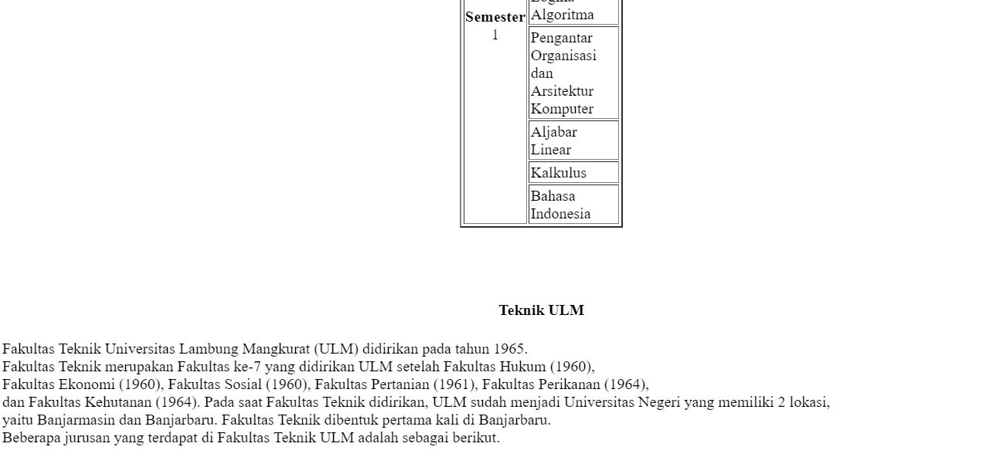 Logika
Semester
Algoritma
1
Pengantar
Organisasi
dan
Arsitektur
Komputer
Aljabar
Linear
Kalkulus
Bahasa
Indonesia
Teknik ULM
Fakultas Teknik Universitas Lambung Mangkurat (ULM) didirikan pada tahun 1965.
Fakultas Teknik merupakan Fakultas ke-7 yang didirikan ULM setelah Fakultas Hukum (1960),
Fakultas Ekonomi (1960), Fakultas Sosial (1960), Fakultas Pertanian (1961), Fakultas Perikanan (1964),
dan Fakultas Kehutanan (1964). Pada saat Fakultas Teknik didirikan, ULM sudah menjadi Universitas Negeri yang memiliki 2 lokasi,
yaitu Banjarmasin dan Banjarbaru. Fakultas Teknik dibentuk pertama kali di Banjarbaru.
Beberapa jurusan yang terdapat di Fakultas Teknik ULM adalah sebagai berikut.